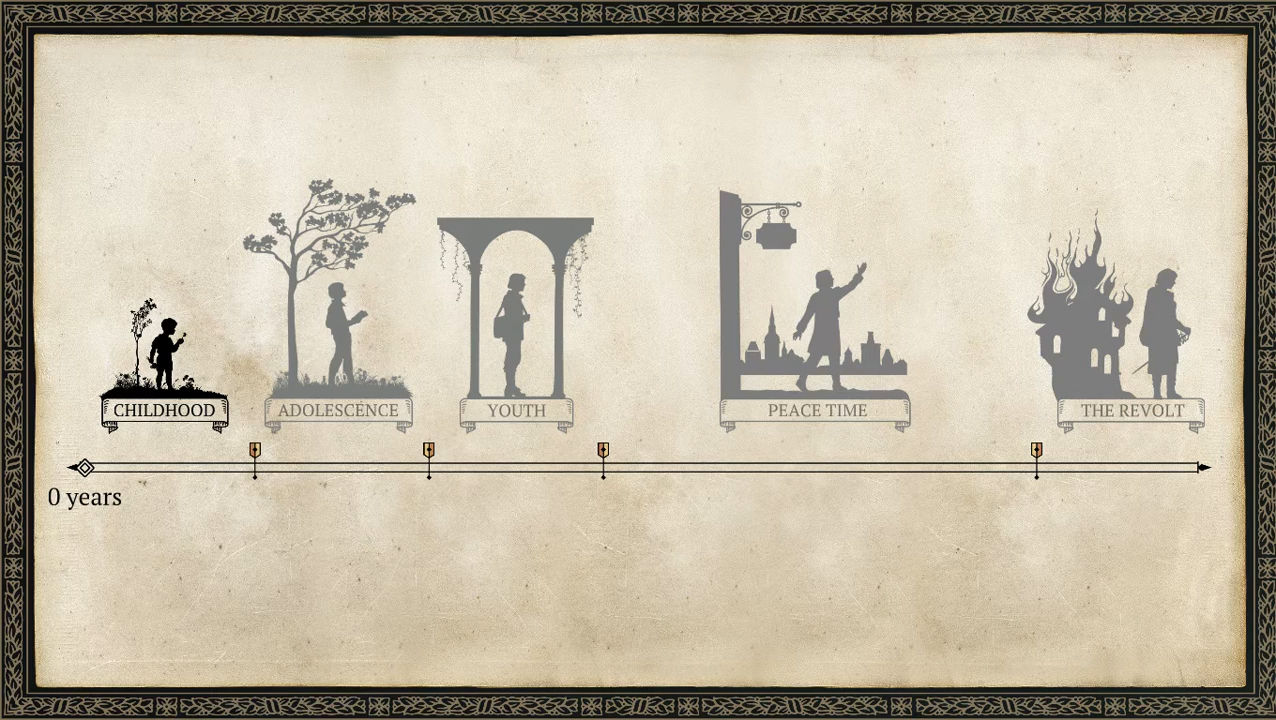 CHILDHOOD
ADOLESCENCE
YOUTH
PEACE TIME
THE REVOLT
0 years